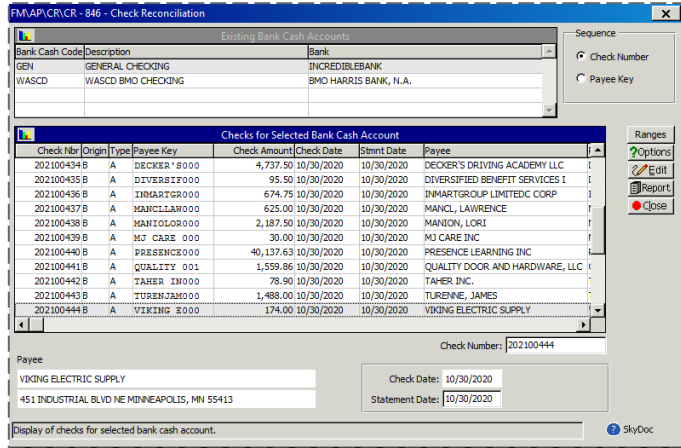 FM\AP\CR\CR - 846 - Check Reconciliation
Existing Bank Cash Accounts
Bank Cash Code Description Bank
GEN GENERAL CHECKING INCREDIBLEBANK
WASCD WASCD BMO CHECKING BMO HARRIS BANK, N.A.
Sequence
Check Number
Payee Key
Checks for Selected Bank Cash Account
Check Nbr Origin Type Payee Key Check Amount Check Date Stmnt Date Payee
202100434 B A DECKER'S000 4,737.50 10/30/2020 10/30/2020 DECKER'S DRIVING ACADEMY LLC
202100435 B A DIVERSIF000 95.50 10/30/2020 10/30/2020 DIVERSIFIED BENEFIT SERVICES I
202100436 B A INMARTGR000 674.75 10/30/2020 10/30/2020 INMARTGROUP LIMITEDC CORP
202100437 B A MANCLLAW000 625.00 10/30/2020 10/30/2020 MANCL, LAWRENCE
202100438 B A MANIOLOR000 2,187.50 10/30/2020 10/30/2020 MANION, LORI
202100439 B A MJ CARE 000 30.00 10/30/2020 10/30/2020 MJ CARE INC
202100440 B A PRESENCE000 40,137.63 10/30/2020 10/30/2020 PRESENCE LEARNING INC
202100441 B A QUALITY 001 1,559.86 10/30/2020 10/30/2020 QUALITY DOOR AND HARDWARE, LLC
202100442 B A TAHER IN000 78.90 10/30/2020 10/30/2020 TAHER INC.
202100443 B A TURENJAM000 1,488.00 10/30/2020 10/30/2020 TURENNE, JAMES
202100444 B A VIKING E000 174.00 10/30/2020 10/30/2020 VIKING ELECTRIC SUPPLY
Ranges
?Options
Edit
Report
Close
Check Number: 202100444
Payee
VIKING ELECTRIC SUPPLY
451 INDUSTRIAL BLVD NE MINNEAPOLIS, MN 55413
Check Date: 10/30/2020
Statement Date: 10/30/2020
Display of checks for selected bank cash account.
? SkyDoc